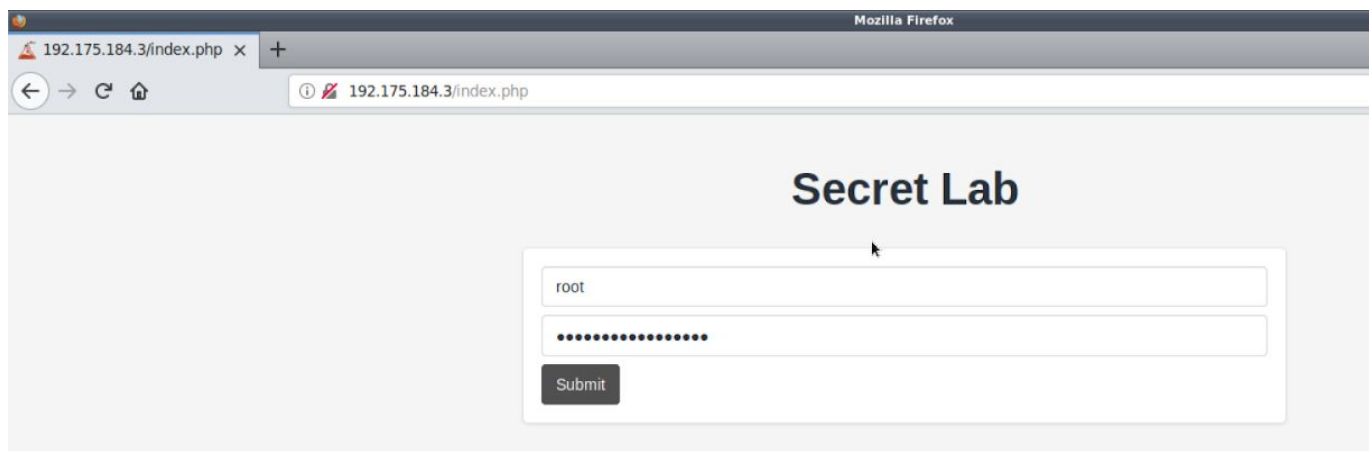 Mozilla Firefox
192.175.184.3/index.php
192.175.184.3/index.php
Secret Lab
root
•••••••••••••••••
Submit